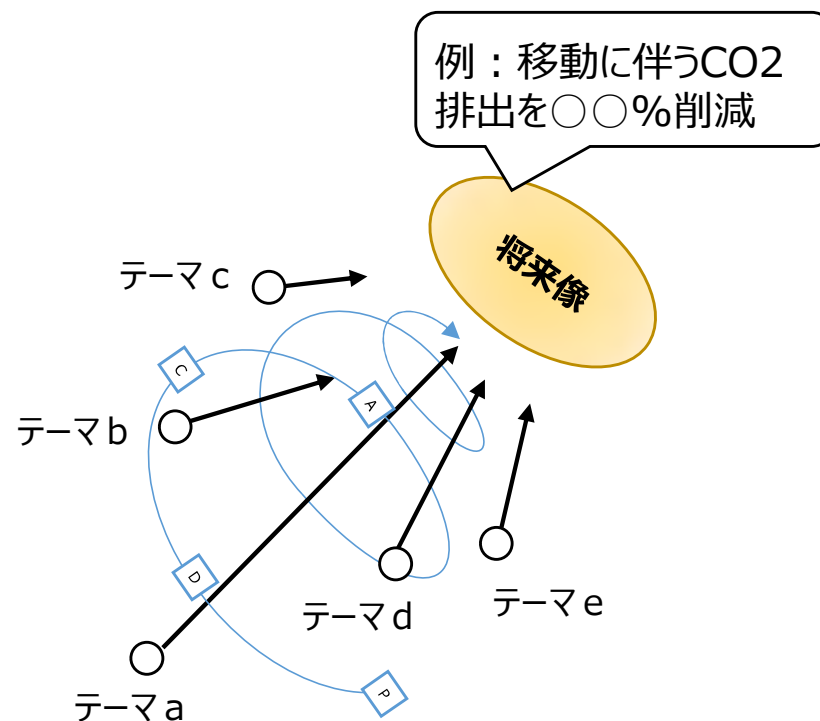 例：移動に伴うCO2
排出を○○%削減
将来像
テーマc
C
A
テーマb
D
テーマd
テーマe
P
テーマa